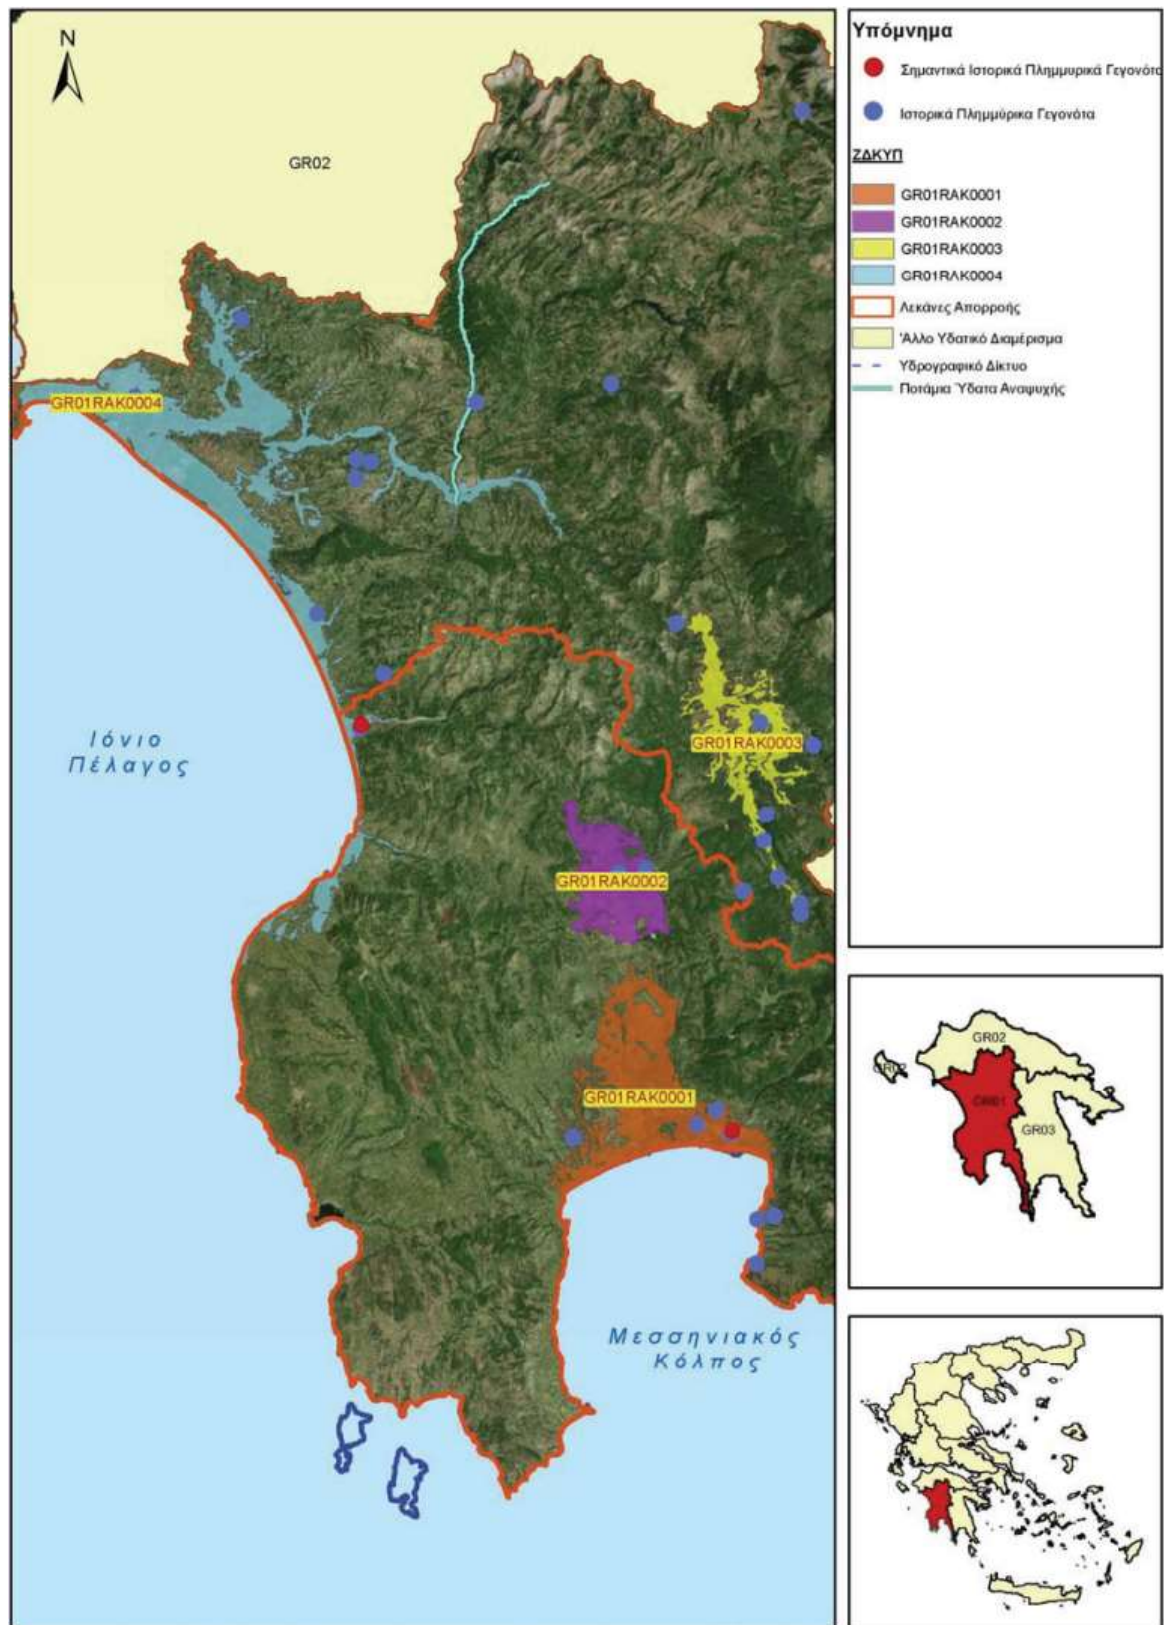 N
GR02
GR01RAK0004
Ιόνιο
Πέλαγος
GR01RAK0003
GR01RAK0002
GR01RAK0001
Μεσσηνιακός
Κόλπος
Υπόμνημα
Σημαντικά Ιστορικά Πλημμυρικά Γεγονότα
Ιστορικά Πλημμύρικα Γεγονότα
ΖΔΚΥΠ
GR01RAK0001
GR01RAK0002
GR01RAK0003
GR01RAK0004
Λεκάνες Απορροής
'Άλλο Υδατικό Διαμέρισμα
Υδρογραφικό Δίκτυο
Ποτάμια Ύδατα Αναψυχής
GR02
GR02
GR01
GR03